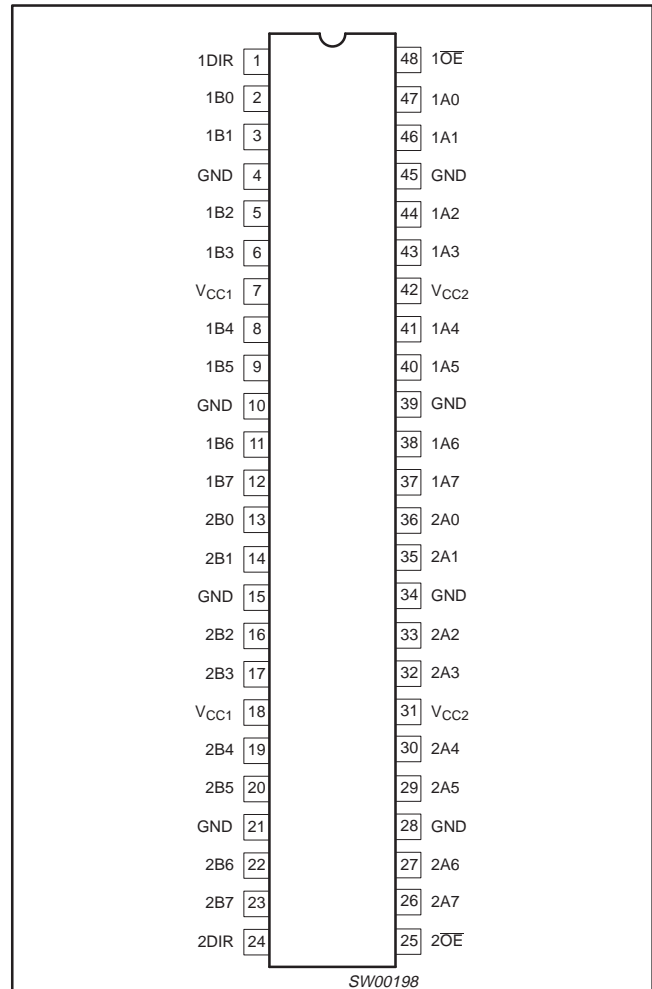 1DIR 1 48 1O̅E̅
1B0 2 47 1A0
1B1 3 46 1A1
GND 4 45 GND
1B2 5 44 1A2
1B3 6 43 1A3
VCC1 7 42 VCC2
1B4 8 41 1A4
1B5 9 40 1A5
GND 10 39 GND
1B6 11 38 1A6
1B7 12 37 1A7
2B0 13 36 2A0
2B1 14 35 2A1
GND 15 34 GND
2B2 16 33 2A2
2B3 17 32 2A3
VCC1 18 31 VCC2
2B4 19 30 2A4
2B5 20 29 2A5
GND 21 28 GND
2B6 22 27 2A6
2B7 23 26 2A7
2DIR 24 25 2O̅E̅
SW00198